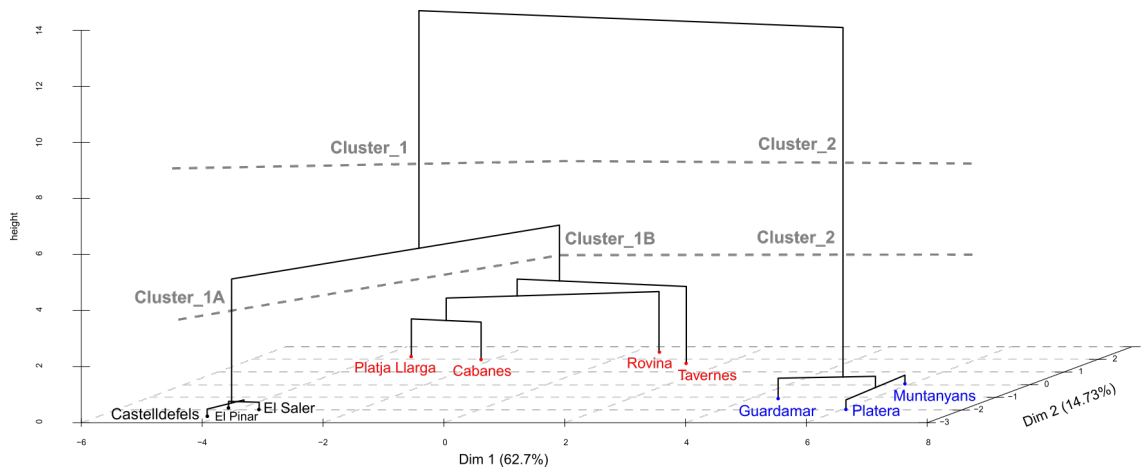 14
12
Cluster_1
Cluster_2
10
8
height
Cluster_1B
Cluster_2
6
Cluster_1A
4
Platja Llarga
Cabanes
Rovina
Tavernes
2
2
1
0
Muntanyans
Castelldefels
El Pinar
El Saler
Guardamar
Platera
-1
-2
-3
Dim 2 (14.73%)
0
-6
-4
-2
0
2
4
6
8
Dim 1 (62.7%)